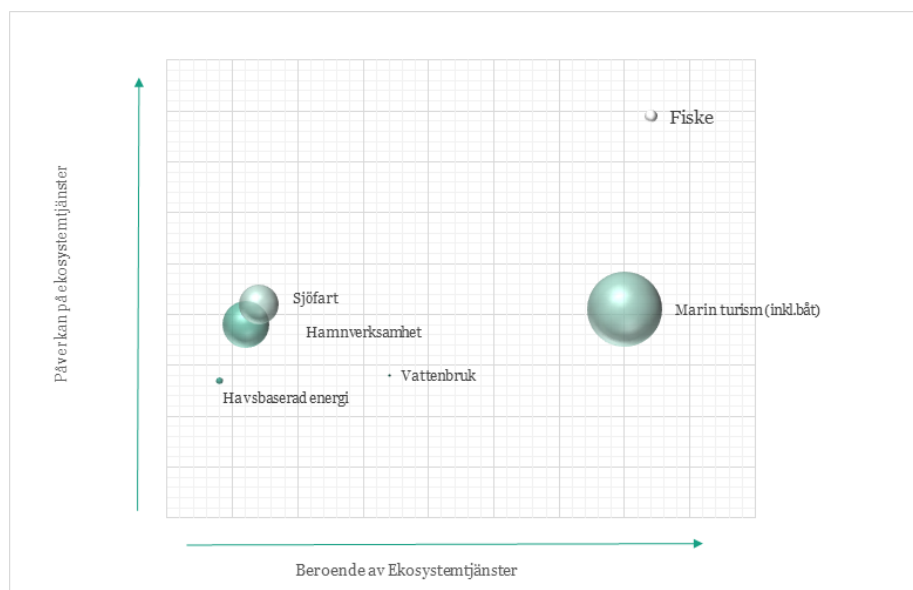 Fiske
Påverkan på ekosystemtjänster
Sjöfart
Marin turism (inkl.båt)
Hamnverksamhet
Vattenbruk
Havsbaserad energi
Beroende av Ekosystemtjänster